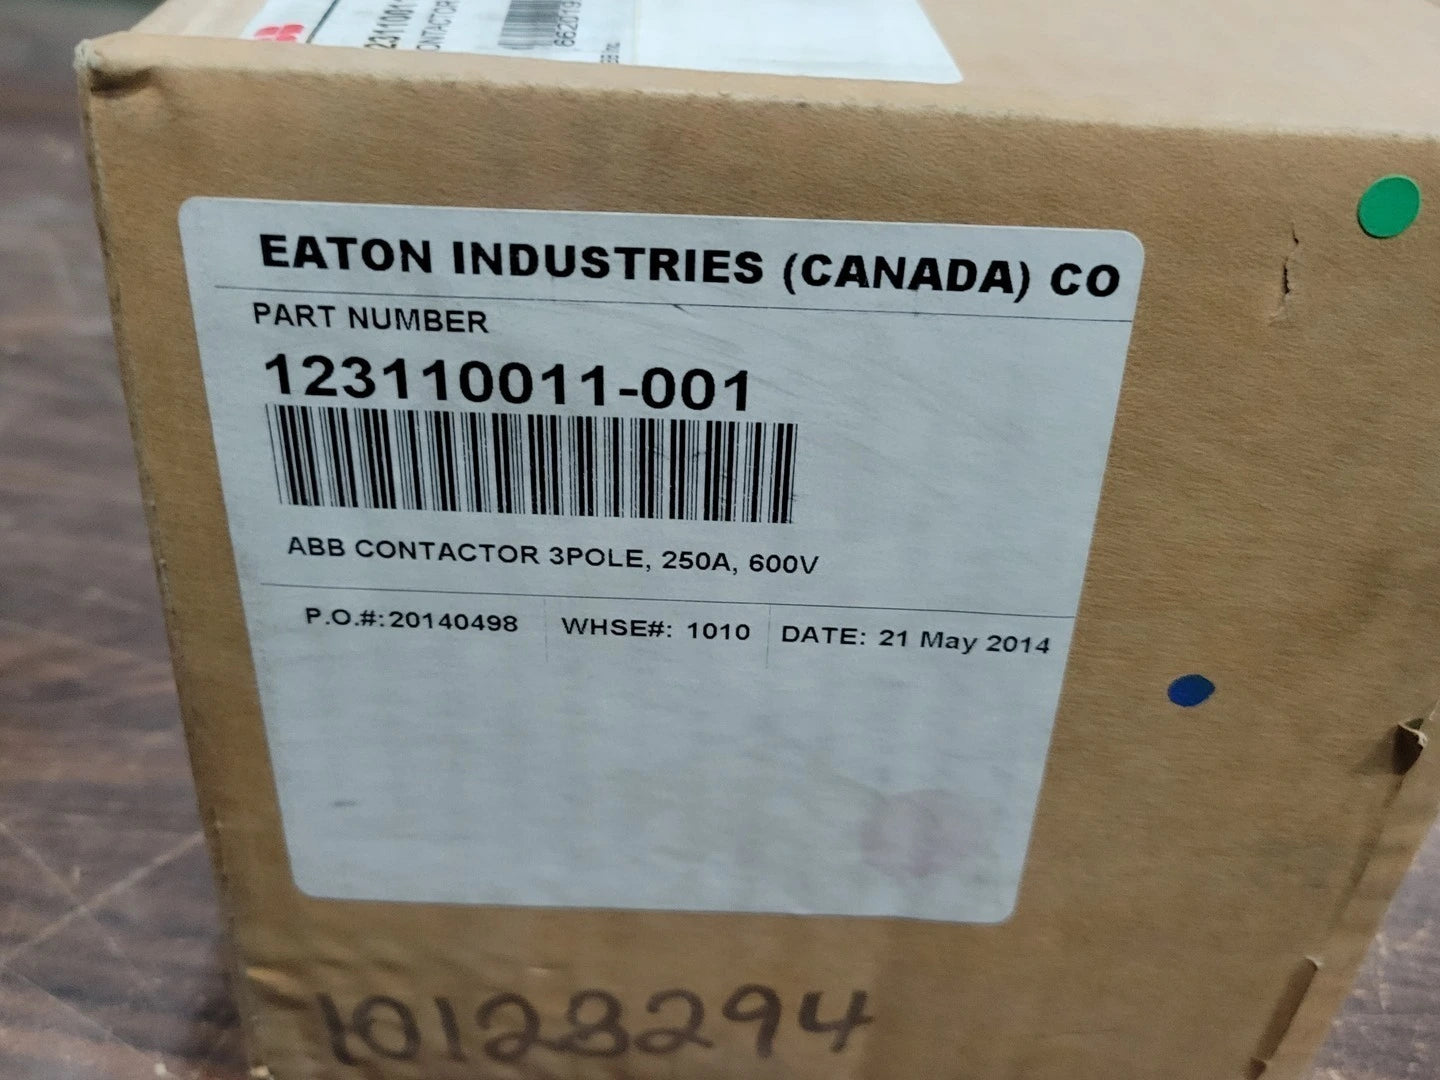 EATON INDUSTRIES (CANADA) CO
PART NUMBER
123110011-001
ABB CONTACTOR 3POLE, 250A, 600V
P.O.#: 20140498 WHSE#: 1010 DATE: 21 May 2014
10128294